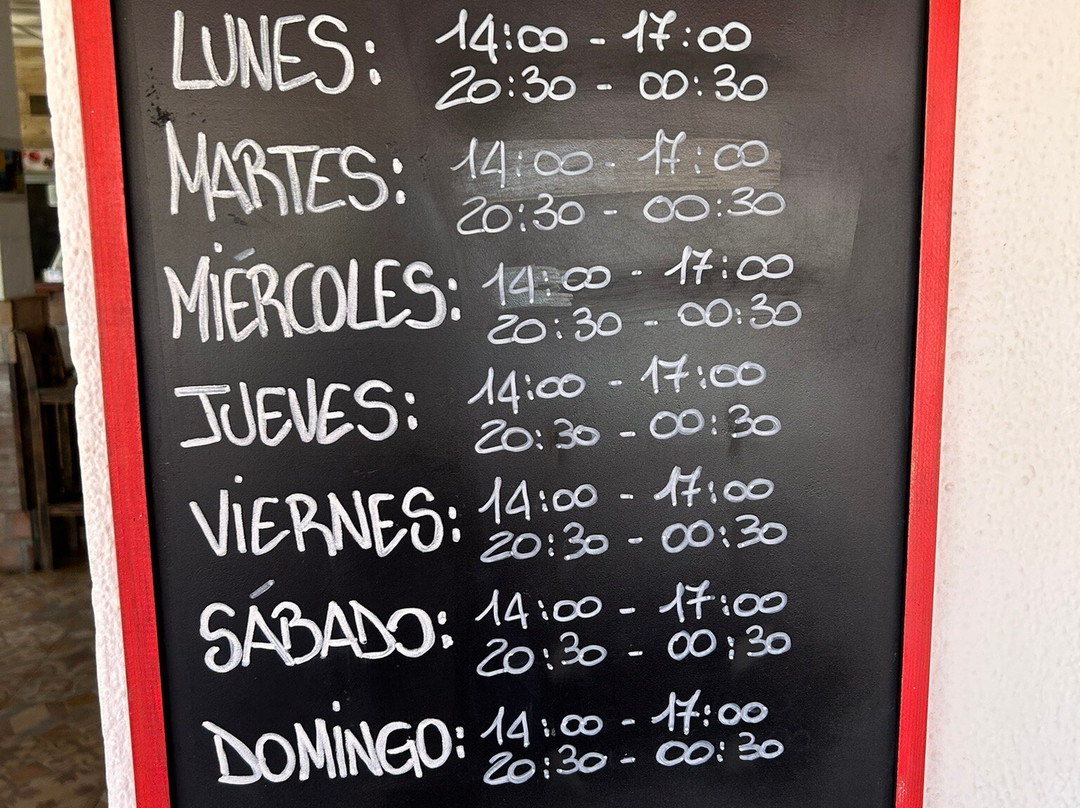 LUNES: 14:00 - 17:00
20:30 - 00:30
MARTES: 14:00 - 17:00
20:30 - 00:30
MIÉRCOLES: 14:00 - 17:00
20:30 - 00:30
JUEVES: 14:00 - 17:00
20:30 - 00:30
VIERNES: 14:00 - 17:00
20:30 - 00:30
SÁBADO: 14:00 - 17:00
20:30 - 00:30
DOMINGO: 14:00 - 17:00
20:30 - 00:30